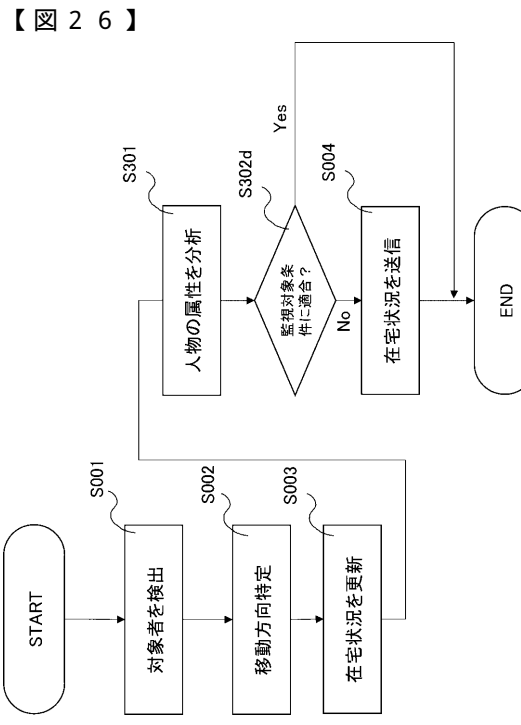 【図２６】
START
S001
対象者を検出
S002
移動方向特定
S003
在宅状況を更新
S301
人物の属性を分析
S302d
監視対象条
件に適合？
Yes
No
S004
在宅状況を送信
END